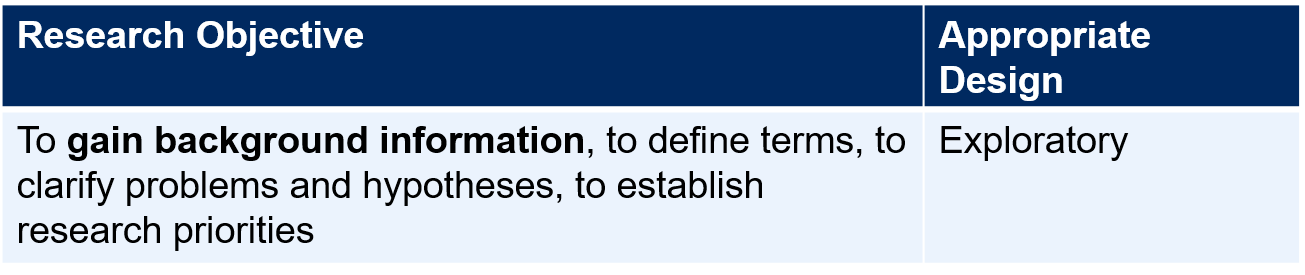 Research Objective
Appropriate
Design
To gain background information, to define terms, to
clarify problems and hypotheses, to establish
research priorities
Exploratory